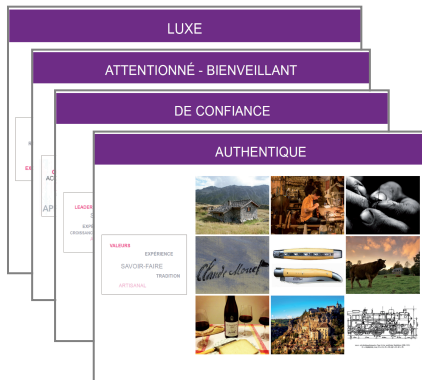 LUXE
ATTENTIONNÉ - BIENVEILLANT
DE CONFIANCE
AUTHENTIQUE
VALEURS
EXPÉRIENCE
SAVOIR-FAIRE
TRADITION
ARTISANAL
Claude Monet